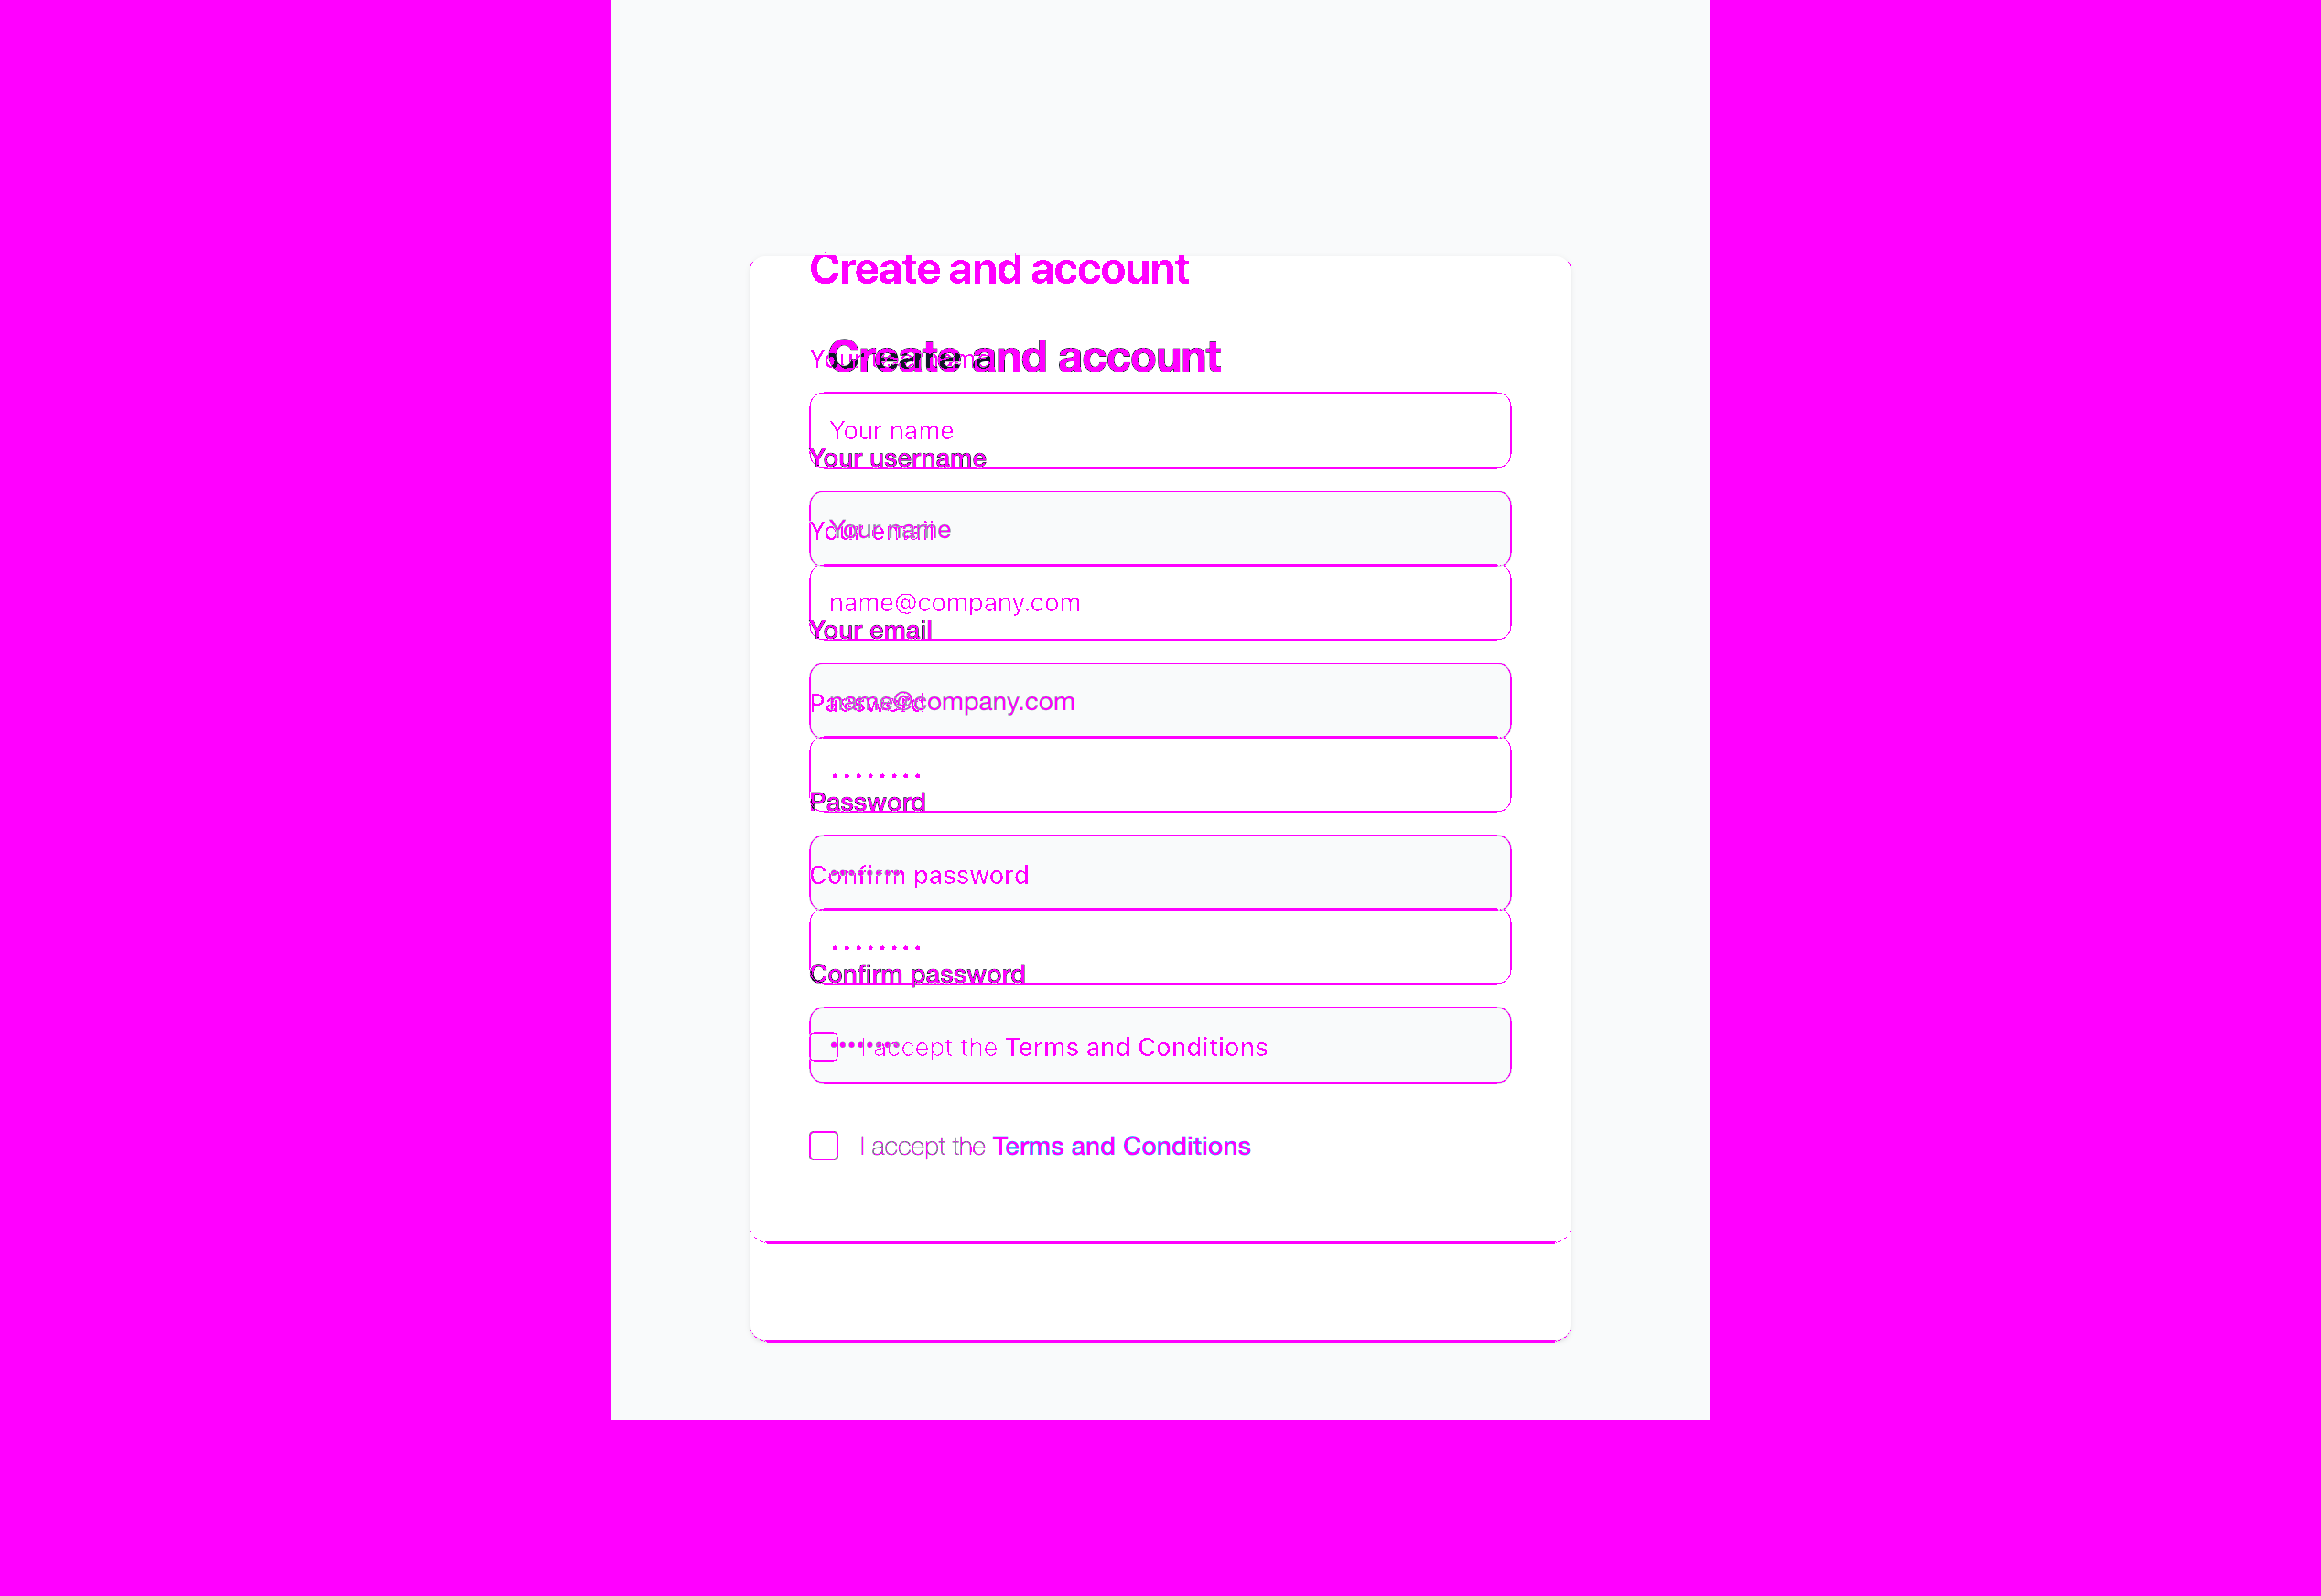 Create and account
Your username
Create and account
Your name
Your username
Your name
Your email
name@company.com
Your email
name@company.com
Password
••••••••
Password
••••••••
Confirm password
••••••••
Confirm password
••••••••
I accept the Terms and Conditions
I accept the Terms and Conditions